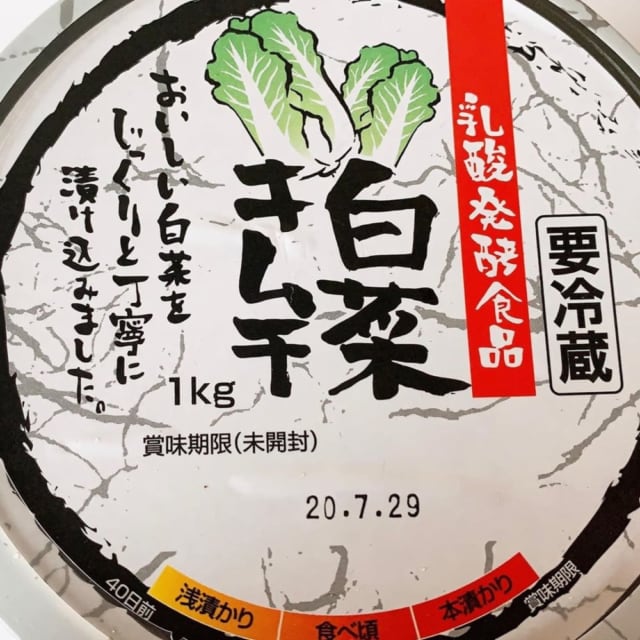 乳酸発酵食品
要冷蔵
白菜
キムチ
おいしい白菜を
じっくりと丁寧に
漬け込みました。
1kg
賞味期限(未開封)
20.7.29
40日前
浅漬かり
食べ頃
本漬かり
賞味期限